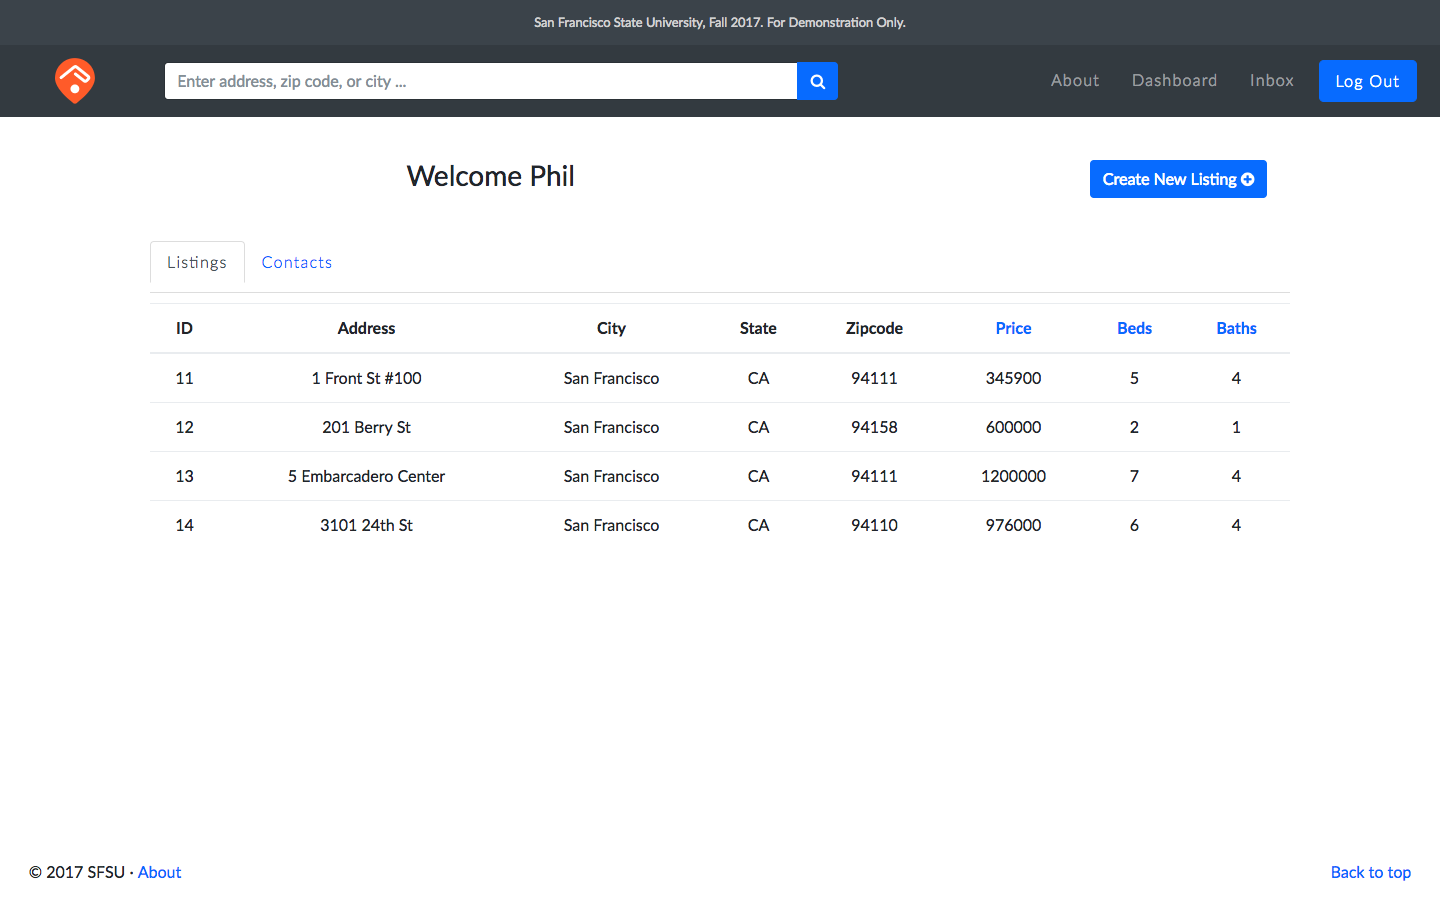 San Francisco State University, Fall 2017. For Demonstration Only.
Enter address, zip code, or city ...
About Dashboard Inbox Log Out
Welcome Phil
Create New Listing
Listings Contacts
ID Address City State Zipcode Price Beds Baths
11 1 Front St #100 San Francisco CA 94111 345900 5 4
12 201 Berry St San Francisco CA 94158 600000 2 1
13 5 Embarcadero Center San Francisco CA 94111 1200000 7 4
14 3101 24th St San Francisco CA 94110 976000 6 4
© 2017 SFSU · About
Back to top